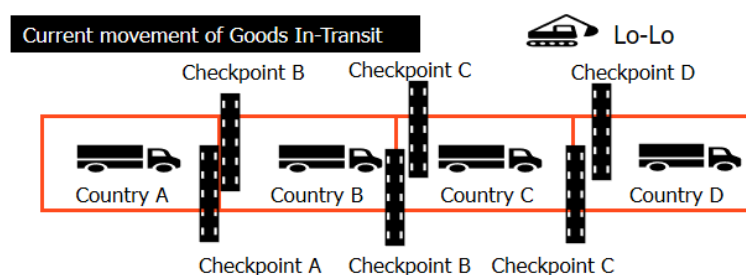 Current movement of Goods In-Transit
Lo-Lo
Checkpoint B
Checkpoint C
Checkpoint D
Country A
Country B
Country C
Country D
Checkpoint A
Checkpoint B
Checkpoint C